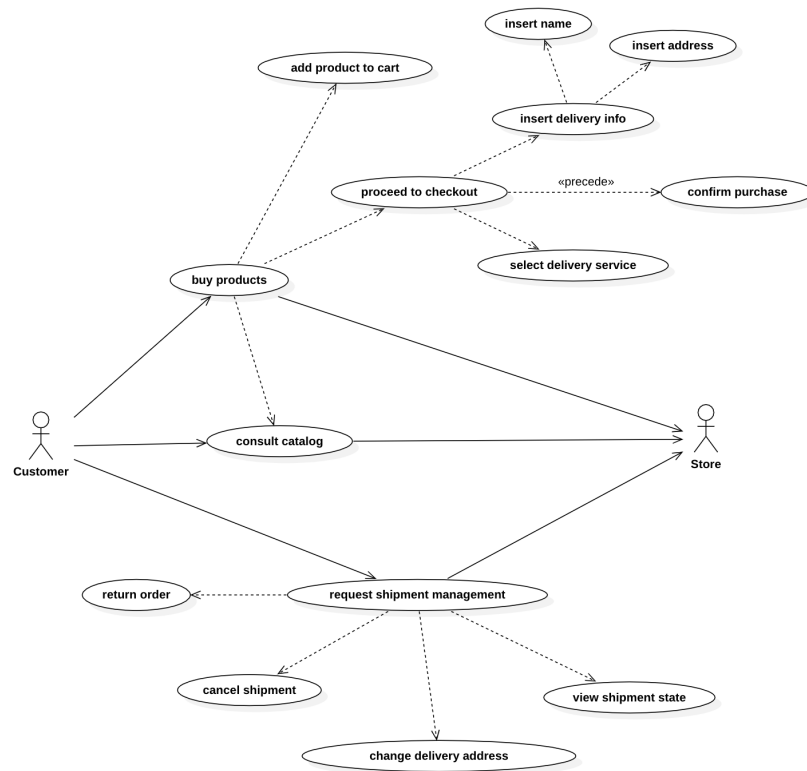 insert name
insert address
add product to cart
insert delivery info
proceed to checkout
«precede»
confirm purchase
select delivery service
buy products
consult catalog
Customer
Store
return order
request shipment management
cancel shipment
view shipment state
change delivery address